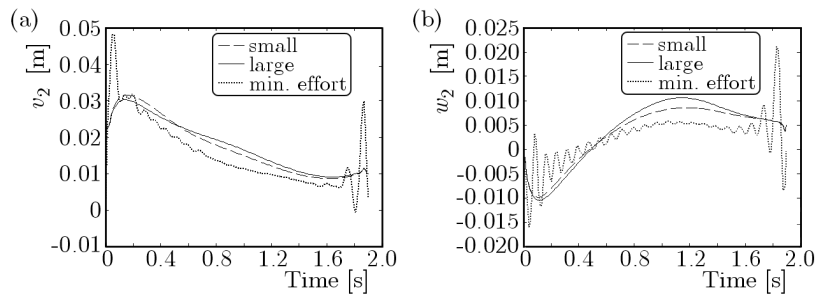 (a)
0.05
0.04
0.03
0.02
0.01
0
-0.01
v₂ [m]
small
large
min. effort
0 0.4 0.8 1.2 1.6 2.0
Time [s]
(b)
0.025
0.020
0.015
0.010
0.005
0
-0.005
-0.010
-0.015
-0.020
w₂ [m]
small
large
min. effort
0 0.4 0.8 1.2 1.6 2.0
Time [s]